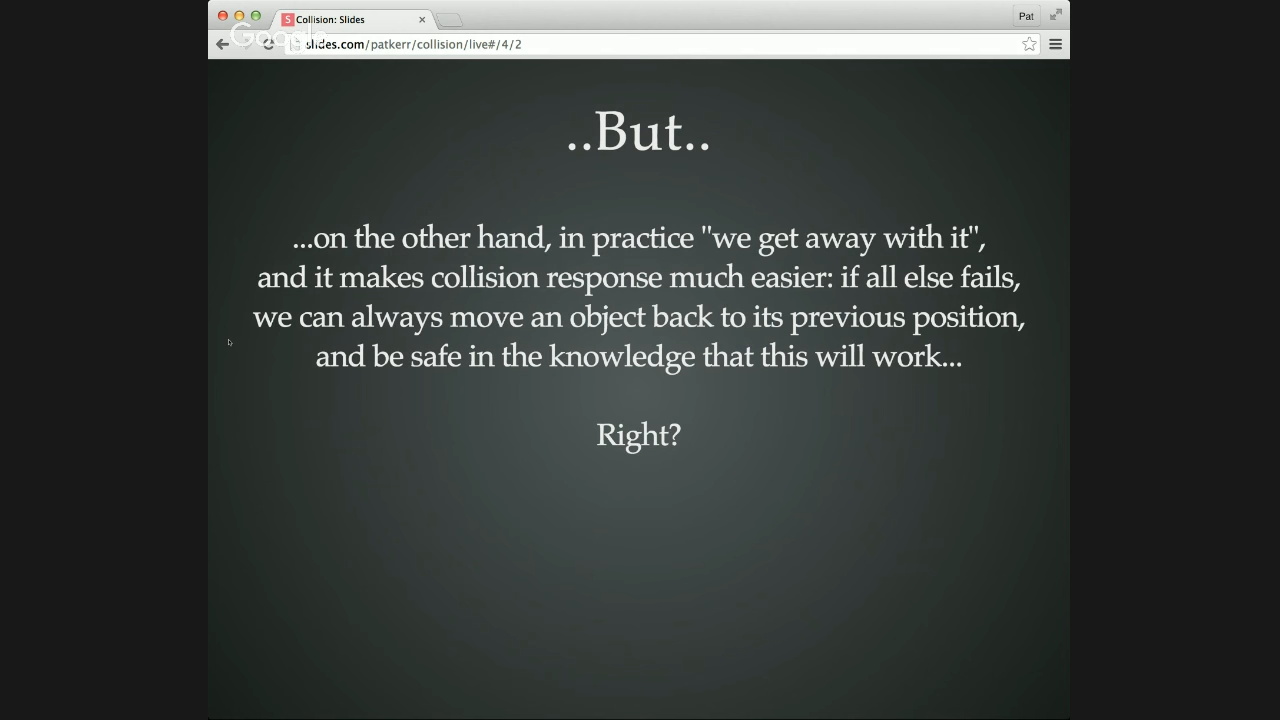 Collision: Slides
Pat
Google
slides.com/patkerr/collision/live#/4/2
..But..
...on the other hand, in practice "we get away with it",
and it makes collision response much easier: if all else fails,
we can always move an object back to its previous position,
and be safe in the knowledge that this will work...
Right?